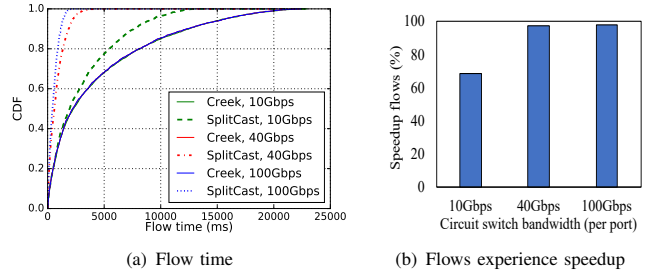 1.0
0.8
0.6
0.4
0.2
0.0
CDF
Creek, 10Gbps
SplitCast, 10Gbps
Creek, 40Gbps
SplitCast, 40Gbps
Creek, 100Gbps
SplitCast, 100Gbps
0 5000 10000 15000 20000 25000
Flow time (ms)
(a) Flow time
100
80
60
40
20
0
Speedup flows (%)
10Gbps 40Gbps 100Gbps
Circuit switch bandwidth (per port)
(b) Flows experience speedup